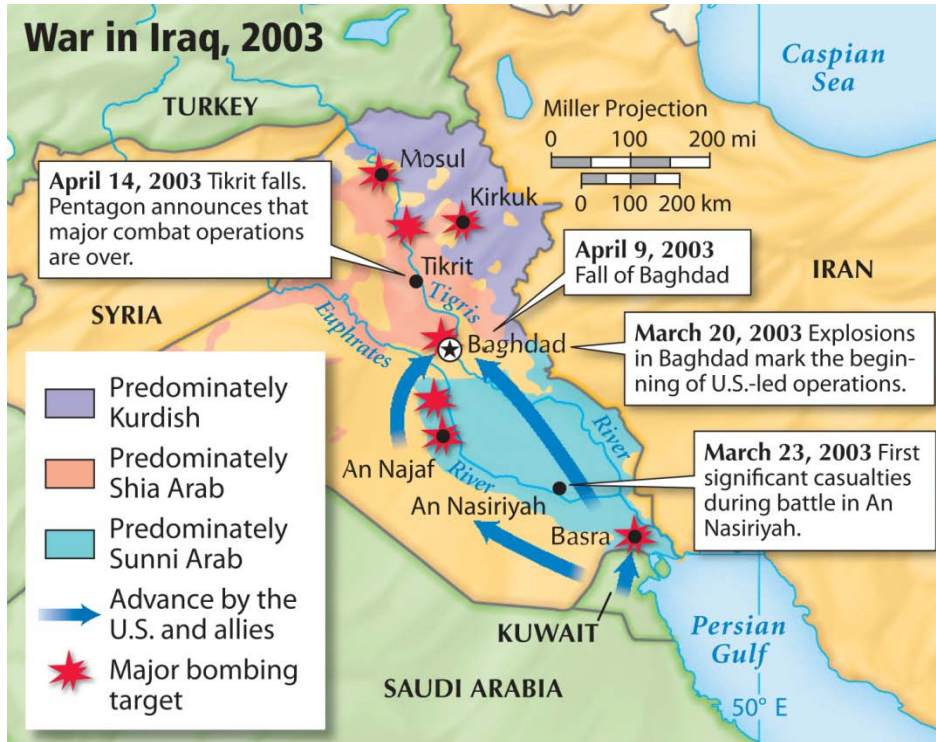 War in Iraq, 2003
Caspian
Sea
TURKEY
Miller Projection
0 100 200 mi
0 100 200 km
Mosul
Kirkuk
April 14, 2003 Tikrit falls.
Pentagon announces that
major combat operations
are over.
Tikrit
Tigris
April 9, 2003
Fall of Baghdad
IRAN
SYRIA
Euphrates
Baghdad
March 20, 2003 Explosions
in Baghdad mark the begin-
ning of U.S.-led operations.
River
March 23, 2003 First
significant casualties
during battle in An
Nasiriyah.
An Najaf
River
An Nasiriyah
Basra
KUWAIT
Persian
Gulf
SAUDI ARABIA
50° E
Predominately
Kurdish
Predominately
Shia Arab
Predominately
Sunni Arab
Advance by the
U.S. and allies
Major bombing
target